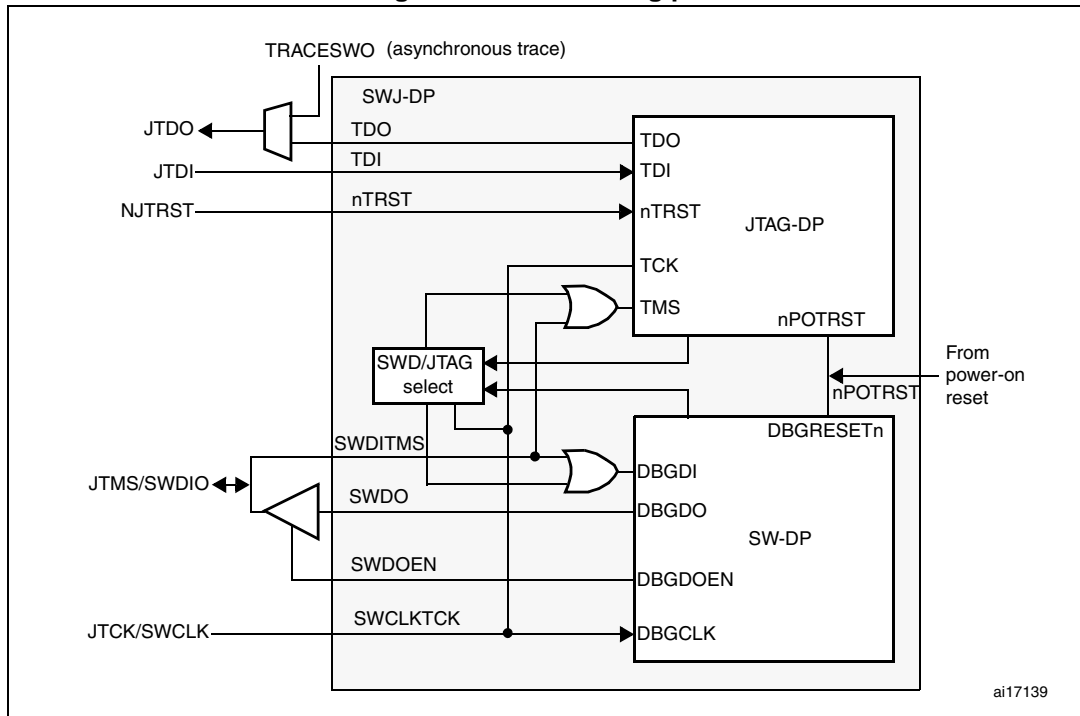 TRACESWO (asynchronous trace)
SWJ-DP
JTDO
TDO
TDO
JTDI
TDI
TDI
NJTRST
nTRST
nTRST
JTAG-DP
TCK
TMS
nPOTRST
SWD/JTAG
select
From
power-on
reset
nPOTRST
DBGRESETn
SWDITMS
JTMS/SWDIO
DBGDI
SWDO
DBGDO
SW-DP
SWDOEN
DBGDOEN
JTCK/SWCLK
SWCLKTCK
DBGCLK
ai17139